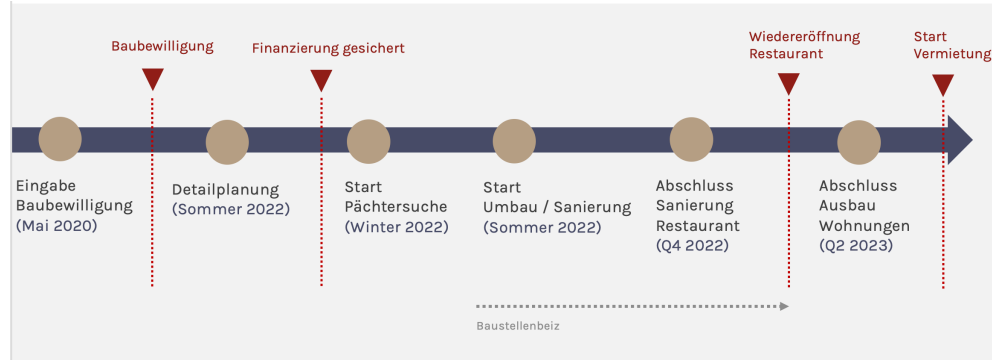 Baubewilligung
Finanzierung gesichert
Wiedereröffnung
Restaurant
Start
Vermietung
Eingabe
Baubewilligung
(Mai 2020)
Detailplanung
(Sommer 2022)
Start
Pächtersuche
(Winter 2022)
Start
Umbau / Sanierung
(Sommer 2022)
Abschluss
Sanierung
Restaurant
(Q4 2022)
Abschluss
Ausbau
Wohnungen
(Q2 2023)
Baustellenbeiz